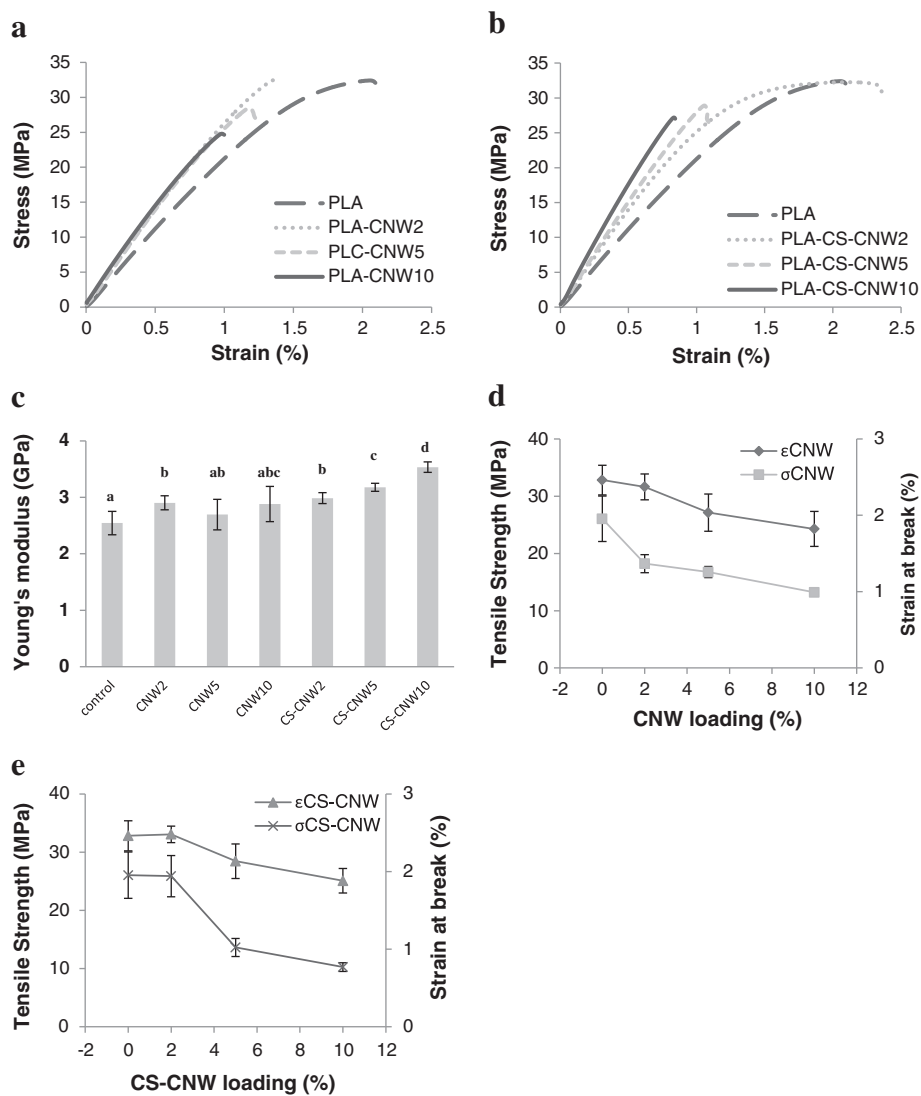 a
35
30
25
20
15
10
5
0
Stress (MPa)
0 0.5 1 1.5 2 2.5
Strain (%)
PLA
PLA-CNW2
PLC-CNW5
PLA-CNW10
b
35
30
25
20
15
10
5
0
Stress (MPa)
0 0.5 1 1.5 2 2.5
Strain (%)
PLA
PLA-CS-CNW2
PLA-CS-CNW5
PLA-CS-CNW10
c
4
3
2
1
0
Young's modulus (GPa)
a b ab abc b c d
control CNW2 CNW5 CNW10 CS-CNW2 CS-CNW5 CS-CNW10
d
40
30
20
10
0
Tensile Strength (MPa)
εCNW
σCNW
3
2
1
0
Strain at break (%)
-2 0 2 4 6 8 10 12
CNW loading (%)
e
40
30
20
10
0
Tensile Strength (MPa)
εCS-CNW
σCS-CNW
3
2
1
0
Strain at break (%)
-2 0 2 4 6 8 10 12
CS-CNW loading (%)